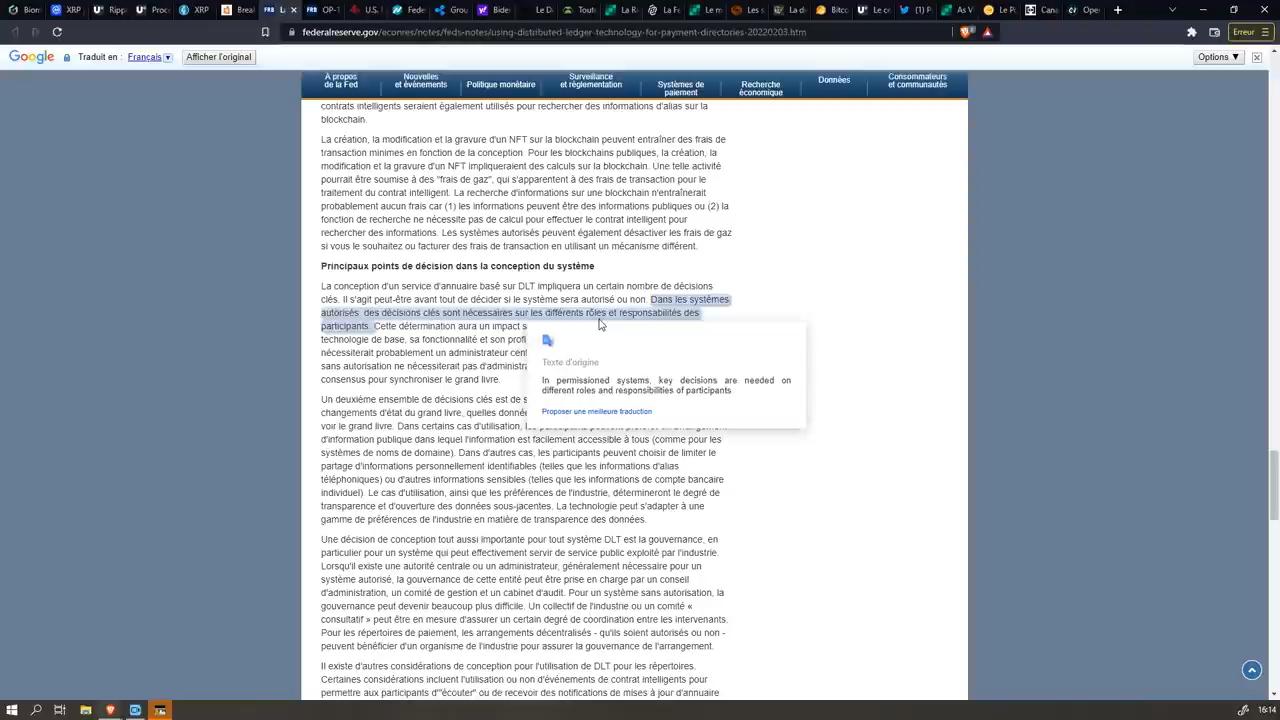 Biom
XRP
Break
L
OP-1
U.S. I
Fede
Grou
Bide
Le D
Tout
La R
La F
Le m
La d
Bitco
La V
(1) P
As V
Le P
Cana
Oper
federalreserve.gov/econres/notes/feds-notes/using-distributed-ledger-technology-for-payment-directories-20220203.htm
Erreur
Google Traduit en : Français ▼ Afficher l'original Options ▼
À propos de la Fed
Nouvelles et événements
Politique monétaire
Surveillance et réglementation
Systèmes de paiement
Recherche économique
Données
Consommateurs et communautés
contrats intelligents seraient également utilisés pour rechercher des informations d'alias sur la
blockchain.
La création, la modification et la gravure d'un NFT sur la blockchain peuvent entraîner des frais de
transaction minimes en fonction de la conception. Pour les blockchains publiques, la création, la
modification et la gravure d'un NFT impliqueraient des calculs sur la blockchain. Une telle activité
pourrait être soumise à des "frais de gaz", qui s'apparentent à des frais de transaction pour le
traitement du contrat intelligent. La recherche d'informations sur une blockchain n'entraînerait
probablement aucun frais car (1) les informations peuvent être des informations publiques ou (2) la
fonction de recherche ne nécessite pas de calcul pour effectuer le contrat intelligent pour
rechercher des informations. Les systèmes autorisés peuvent également désactiver les frais de gaz
si vous le souhaitez ou facturer des frais de transaction en utilisant un mécanisme différent.
Principaux points de décision dans la conception du système
La conception d'un service d'annuaire basé sur DLT impliquera un certain nombre de décisions
clés. Il s'agit peut-être avant tout de décider si le système sera autorisé ou non. Dans les systèmes
autorisés, des décisions clés sont nécessaires sur les différents rôles et responsabilités des
participants. Cette détermination aura un impact s
technologie de base, sa fonctionnalité et son profi
nécessiterait probablement un administrateur cent
sans autorisation ne nécessiterait pas d'administra
consensus pour synchroniser le grand livre.
Texte d'origine
In permissioned systems, key decisions are needed on
different roles and responsibilities of participants
Proposer une meilleure traduction
Un deuxième ensemble de décisions clés est de s
changements d'état du grand livre, quelles donnée
voir le grand livre. Dans certains cas d'utilisation,
d'information publique dans lequel l'information est facilement accessible à tous (comme pour les
systèmes de noms de domaine). Dans d'autres cas, les participants peuvent choisir de limiter le
partage d'informations personnellement identifiables (telles que les informations d'alias
téléphoniques) ou d'autres informations sensibles (telles que les informations de compte bancaire
individuel). Le cas d'utilisation, ainsi que les préférences de l'industrie, détermineront le degré de
transparence et d'ouverture des données sous-jacentes. La technologie peut s'adapter à une
gamme de préférences de l'industrie en matière de transparence des données.
Une décision de conception tout aussi importante pour tout système DLT est la gouvernance, en
particulier pour un système qui peut effectivement servir de service public exploité par l'industrie.
Lorsqu'il existe une autorité centrale ou un administrateur, généralement nécessaire pour un
système autorisé, la gouvernance de cette entité peut être prise en charge par un conseil
d'administration, un comité de gestion et un cabinet d'audit. Pour un système sans autorisation, la
gouvernance peut devenir beaucoup plus difficile. Un collectif de l'industrie ou un comité «
consultatif » peut être en mesure d'assurer un certain degré de coordination entre les intervenants.
Pour les répertoires de paiement, les arrangements décentralisés - qu'ils soient autorisés ou non -
peuvent bénéficier d'un organisme de l'industrie pour assurer la gouvernance de l'arrangement.
Il existe d'autres considérations de conception pour l'utilisation de DLT pour les répertoires.
Certaines considérations incluent l'utilisation ou non d'événements de contrat intelligents pour
permettre aux participants d'"écouter" ou de recevoir des notifications de mises à jour d'annuaire
16:14